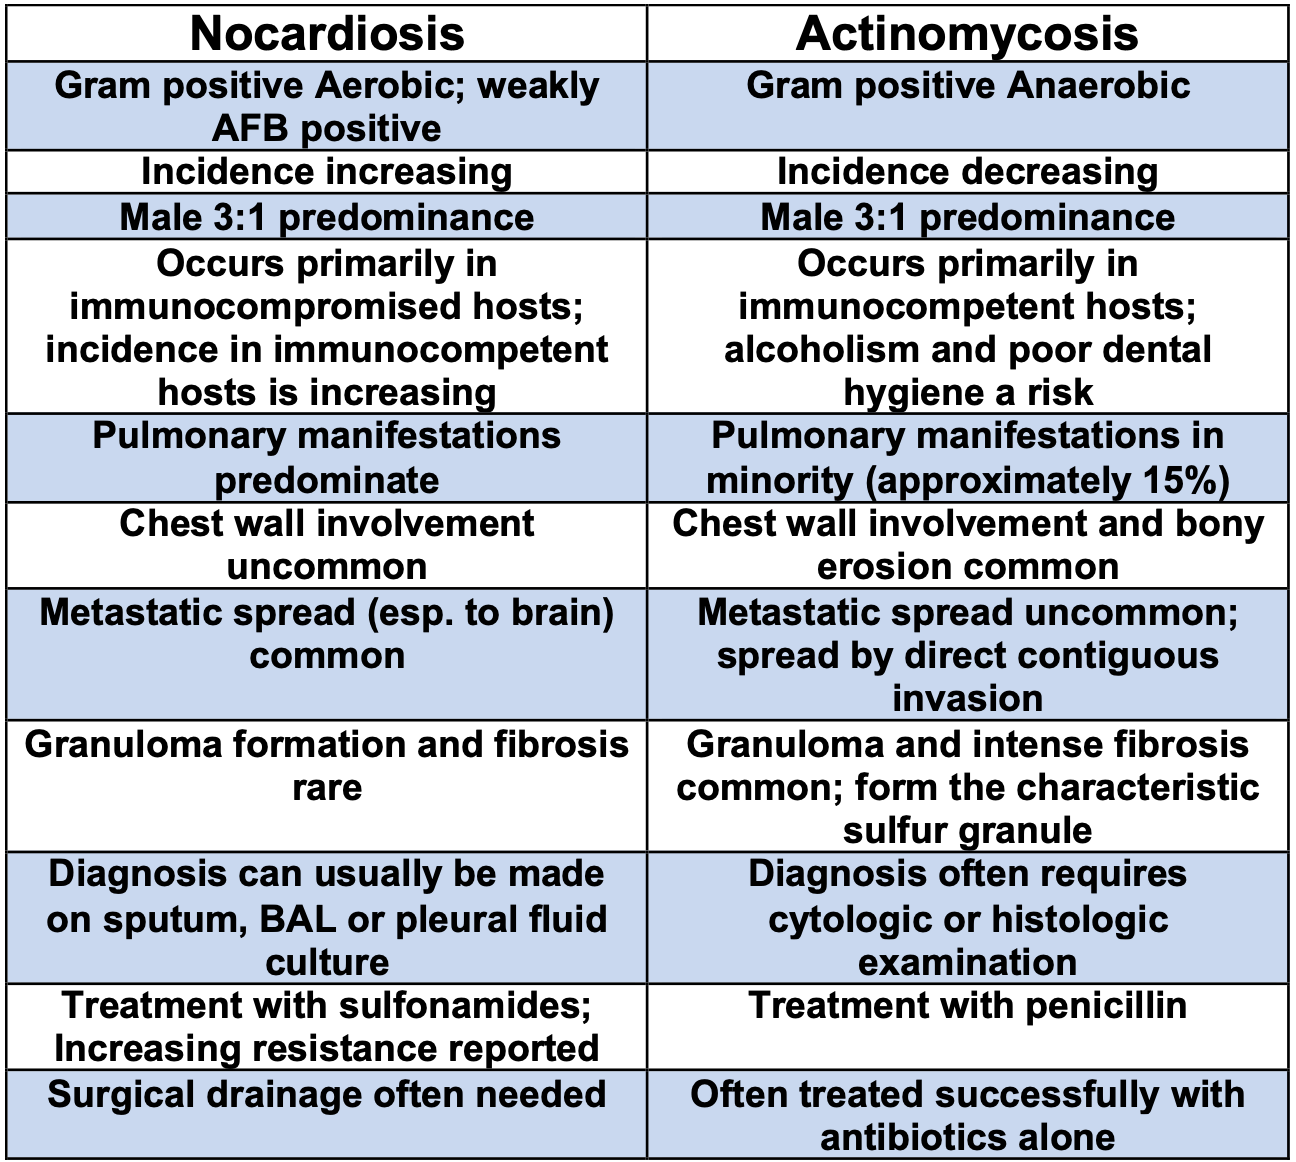 Nocardiosis
Actinomycosis
Gram positive Aerobic; weakly
AFB positive
Gram positive Anaerobic
Incidence increasing
Incidence decreasing
Male 3:1 predominance
Male 3:1 predominance
Occurs primarily in
immunocompromised hosts;
incidence in immunocompetent
hosts is increasing
Occurs primarily in
immunocompetent hosts;
alcoholism and poor dental
hygiene a risk
Pulmonary manifestations
predominate
Pulmonary manifestations in
minority (approximately 15%)
Chest wall involvement
uncommon
Chest wall involvement and bony
erosion common
Metastatic spread (esp. to brain)
common
Metastatic spread uncommon;
spread by direct contiguous
invasion
Granuloma formation and fibrosis
rare
Granuloma and intense fibrosis
common; form the characteristic
sulfur granule
Diagnosis can usually be made
on sputum, BAL or pleural fluid
culture
Diagnosis often requires
cytologic or histologic
examination
Treatment with sulfonamides;
Increasing resistance reported
Treatment with penicillin
Surgical drainage often needed
Often treated successfully with
antibiotics alone